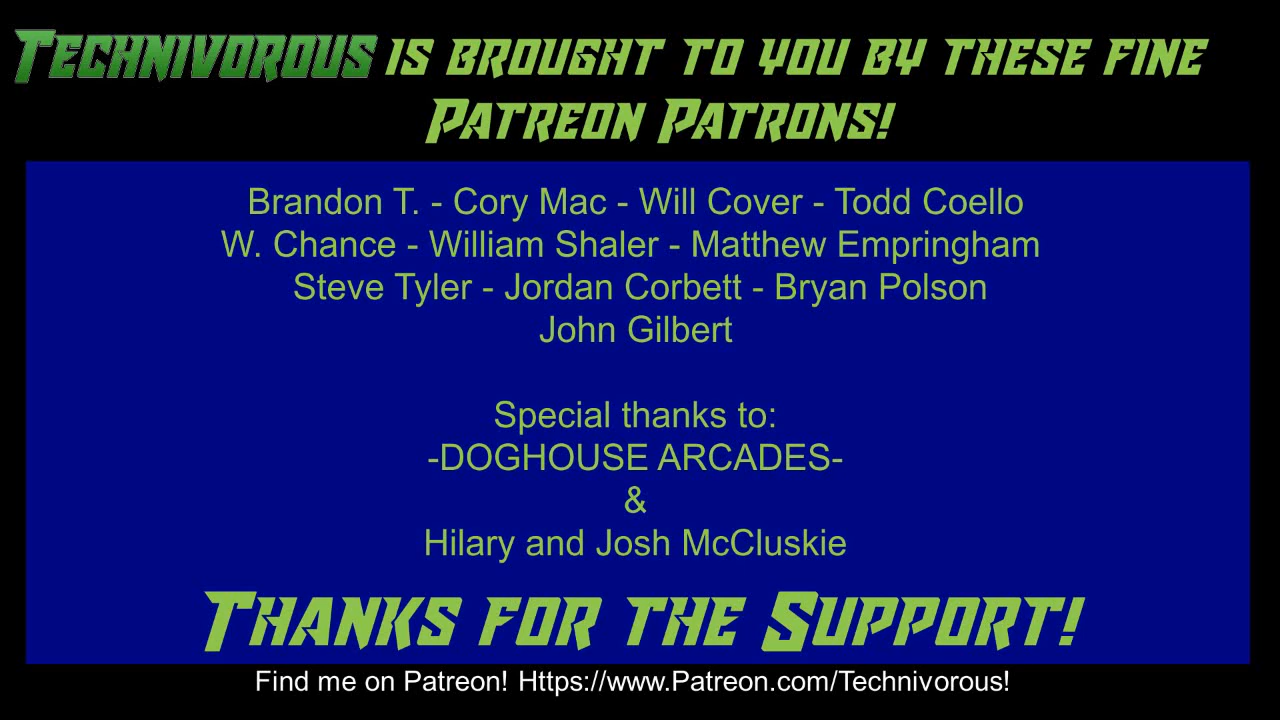 Technivorous is brought to you by these fine
Patreon Patrons!
Brandon T. - Cory Mac - Will Cover - Todd Coello
W. Chance - William Shaler - Matthew Empringham
Steve Tyler - Jordan Corbett - Bryan Polson
John Gilbert
Special thanks to:
-DOGHOUSE ARCADES-
&
Hilary and Josh McCluskie
Thanks for the Support!
Find me on Patreon! Https://www.Patreon.com/Technivorous!